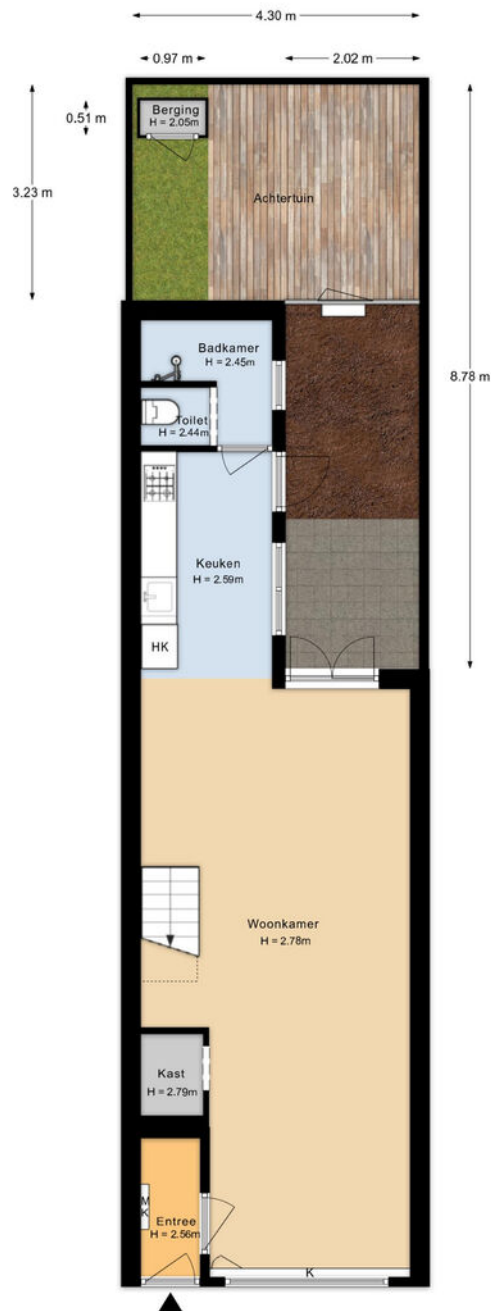 4.30 m
0.97 m
2.02 m
0.51 m
Berging
H = 2.05m
3.23 m
Achtertuin
8.78 m
Badkamer
H = 2.45m
Toilet
H = 2.44m
Keuken
H = 2.59m
HK
Woonkamer
H = 2.78m
Kast
H = 2.79m
MK
Entree
H = 2.56m
K